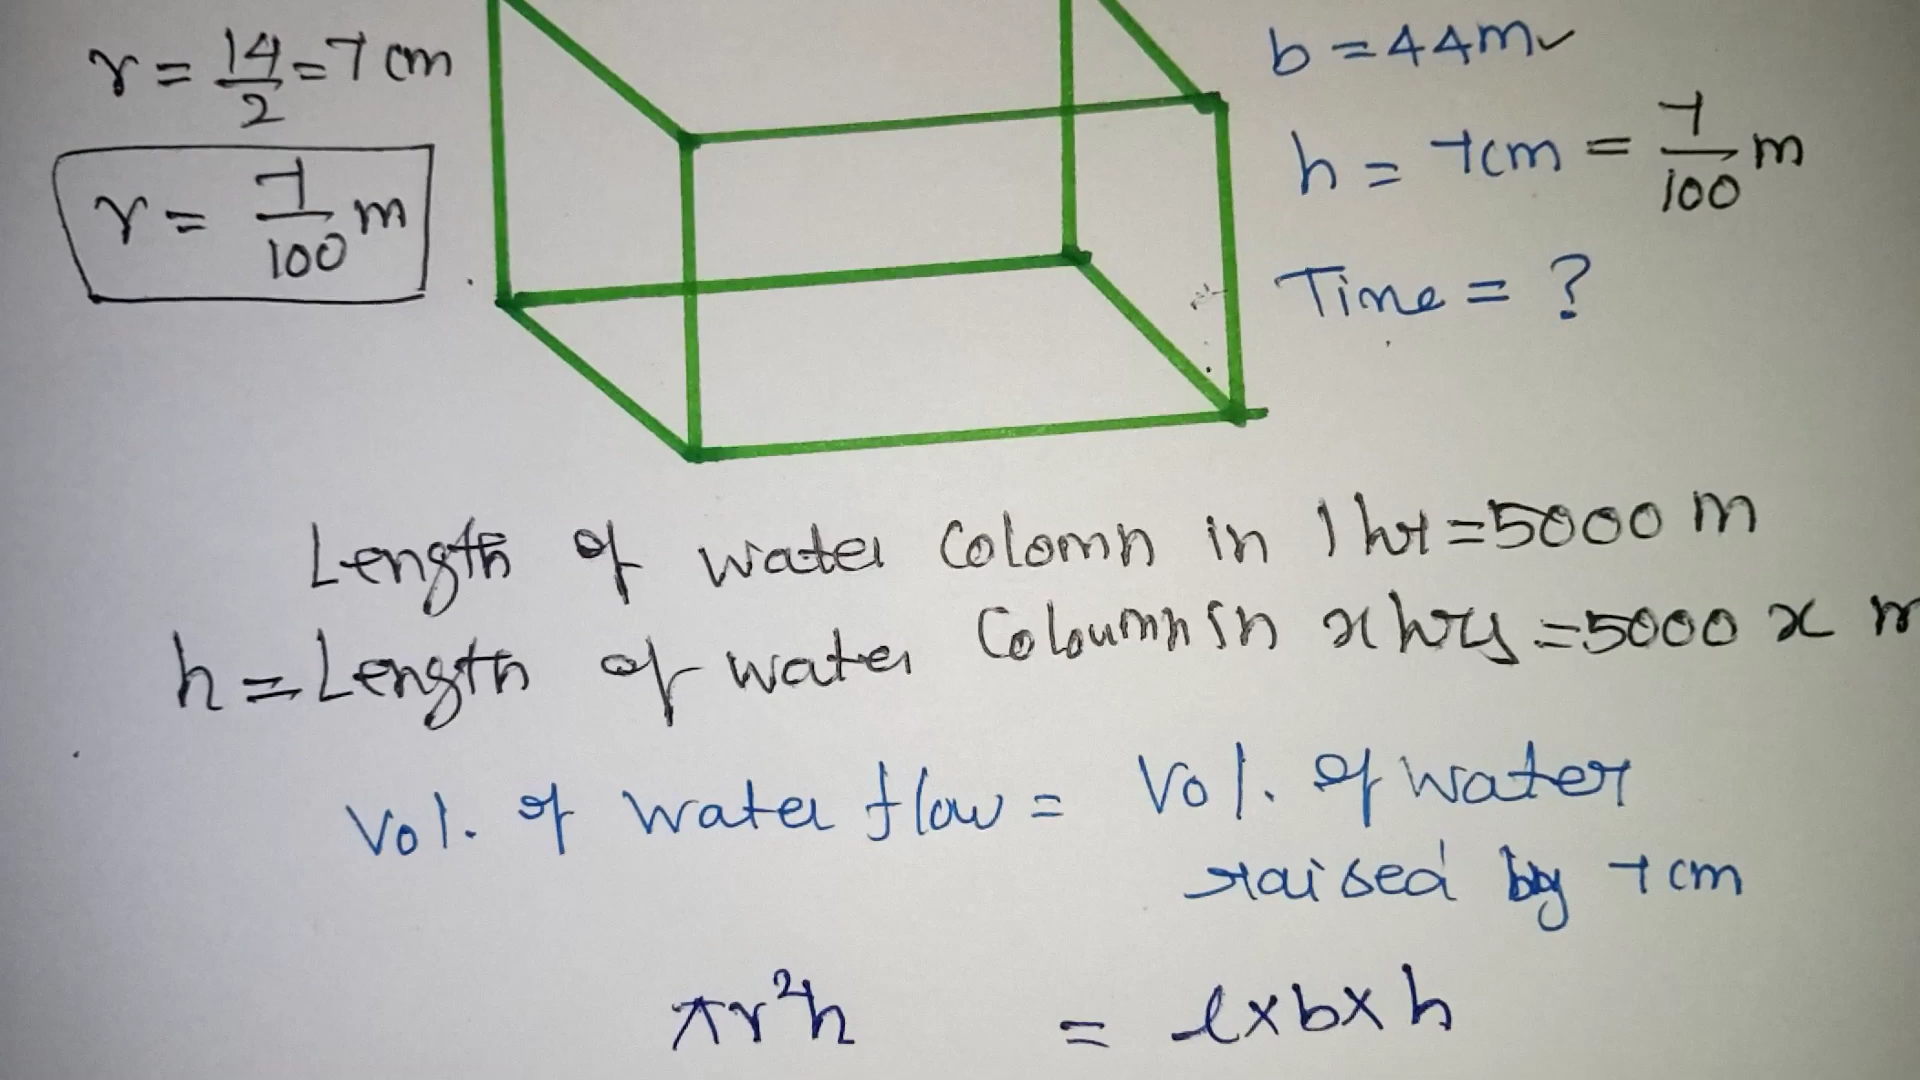 r = 14/2 = 7 cm
r = 7/100 m
b = 44m
h = 7cm = 7/100 m
Time = ?
Length of water Colomn in 1 hr = 5000 m
h = Length of water Coloumn in x hrs = 5000 x m
Vol. of water flow = Vol. of water
raised by 7 cm
πr²h = l×b×h